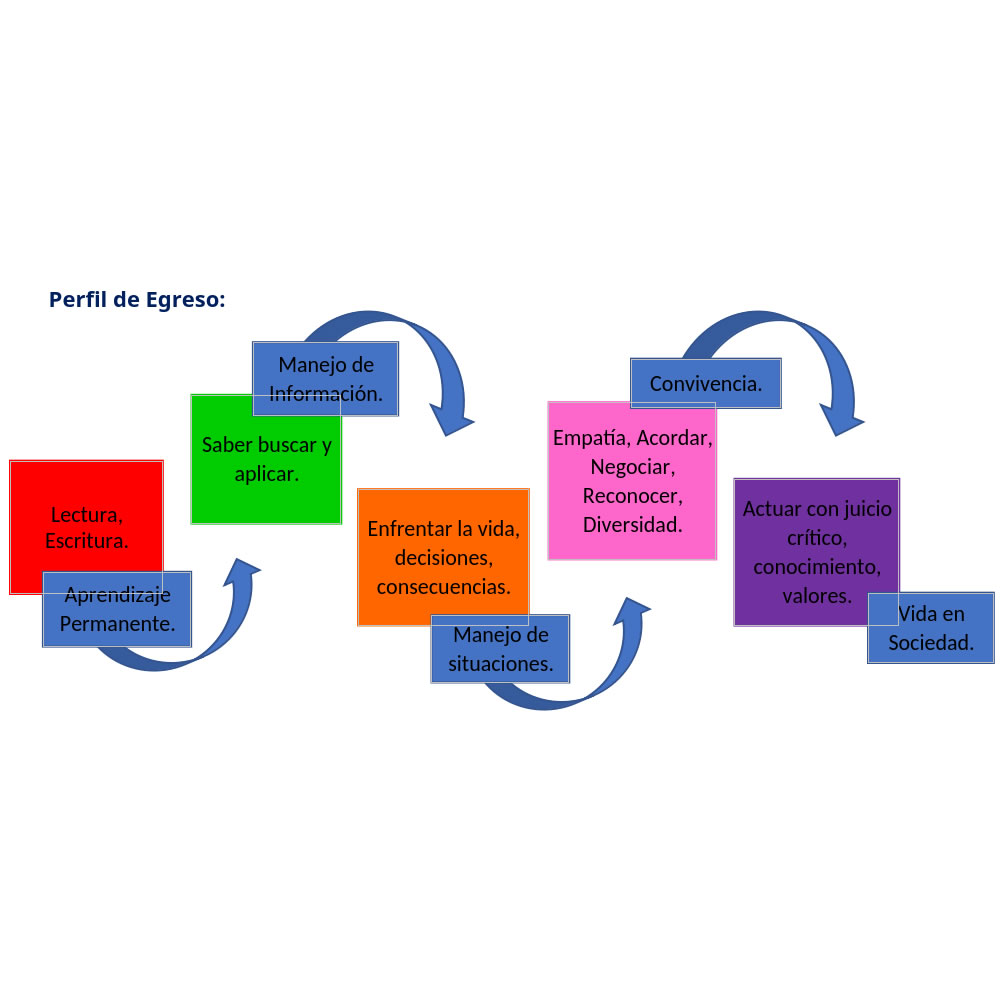 Perfil de Egreso:
Lectura,
Escritura.
Aprendizaje
Permanente.
Manejo de
Información.
Saber buscar y
aplicar.
Enfrentar la vida,
decisiones,
consecuencias.
Manejo de
situaciones.
Convivencia.
Empatía, Acordar,
Negociar,
Reconocer,
Diversidad.
Actuar con juicio
crítico,
conocimiento,
valores.
Vida en
Sociedad.